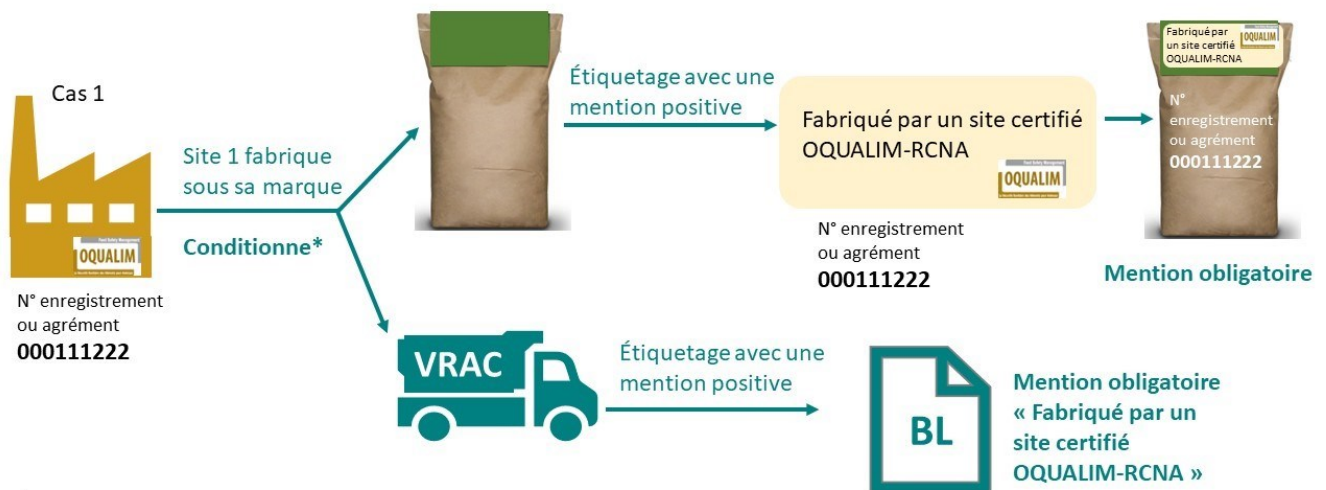 Cas 1
OQUALIM
N° enregistrement
ou agrément
000111222
Site 1 fabrique
sous sa marque
Conditionne*
Étiquetage avec une
mention positive
Fabriqué par un site certifié
OQUALIM-RCNA
OQUALIM
N° enregistrement
ou agrément
000111222
Fabriqué par
un site certifié
OQUALIM-RCNA
OQUALIM
N°
enregistrement
ou agrément
000111222
Mention obligatoire
VRAC
Étiquetage avec une
mention positive
BL
Mention obligatoire
« Fabriqué par un
site certifié
OQUALIM-RCNA »